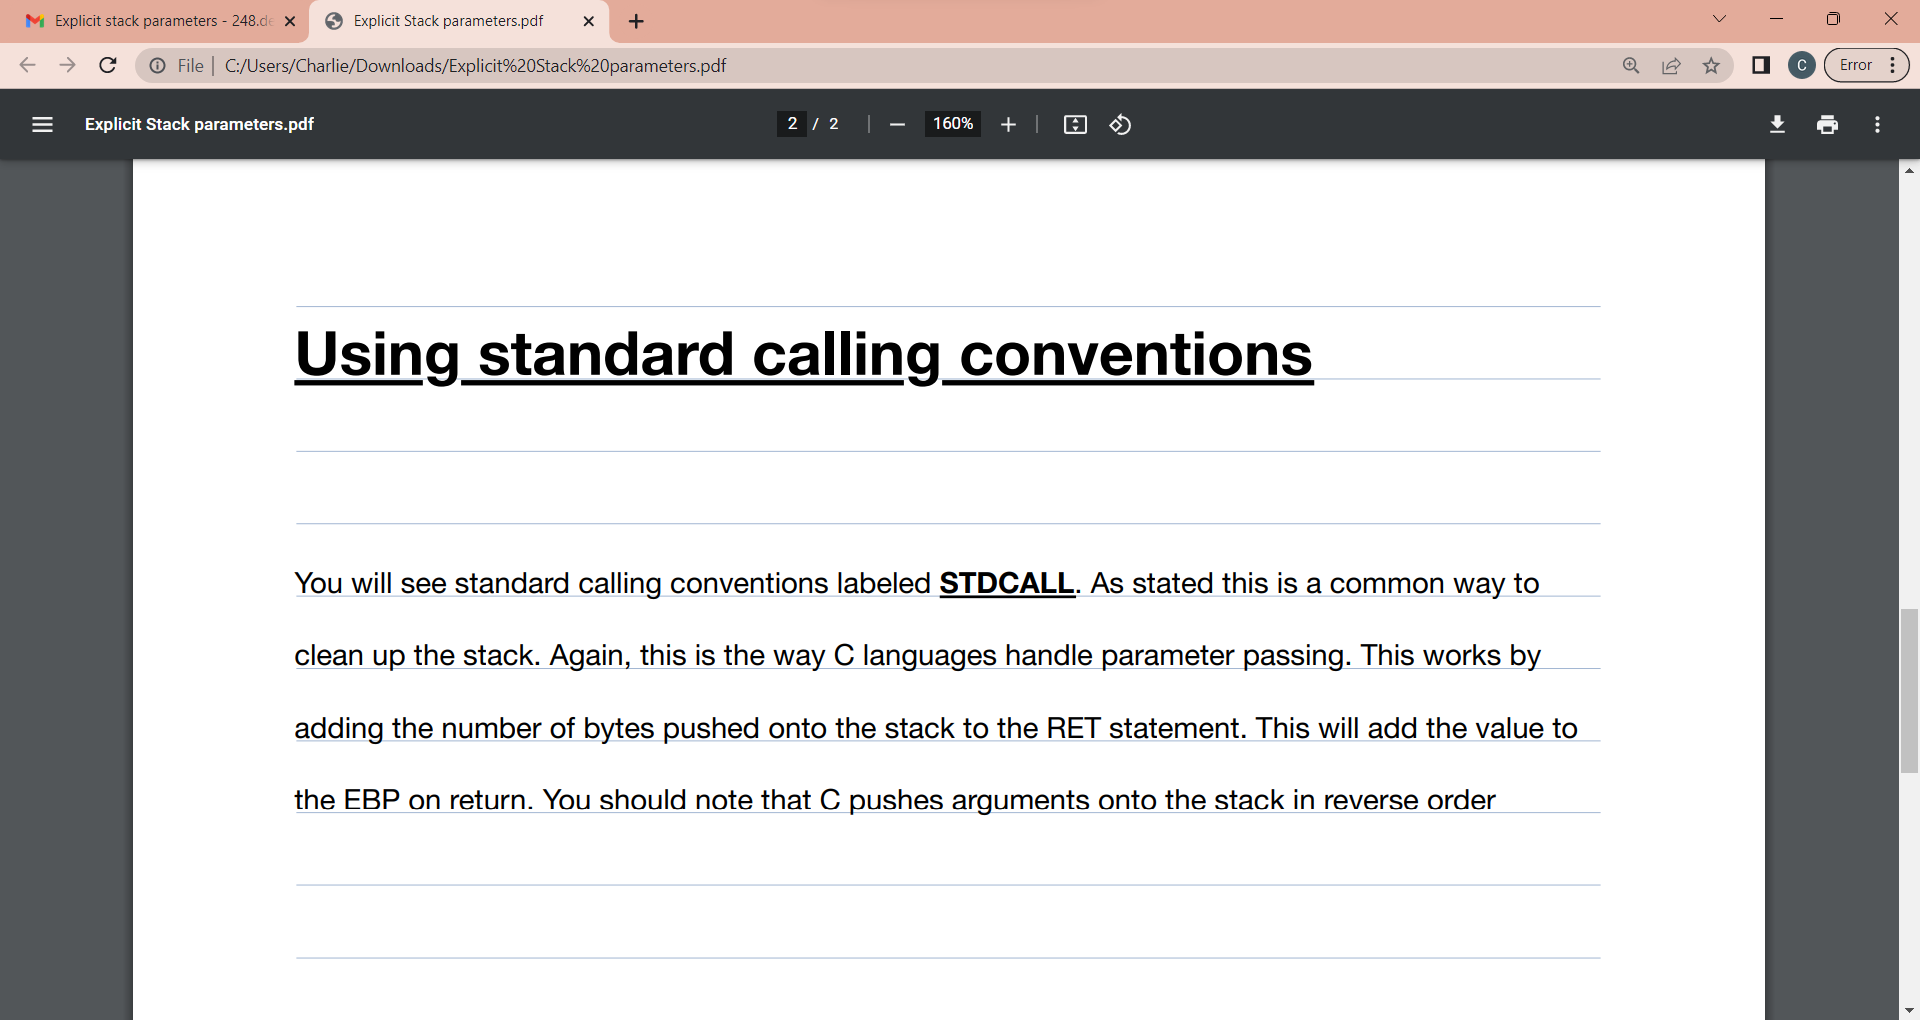 Explicit stack parameters - 248.de
Explicit Stack parameters.pdf
File
C:/Users/Charlie/Downloads/Explicit%20Stack%20parameters.pdf
C
Error
Explicit Stack parameters.pdf
2 / 2
160%
Using standard calling conventions
You will see standard calling conventions labeled STDCALL. As stated this is a common way to
clean up the stack. Again, this is the way C languages handle parameter passing. This works by
adding the number of bytes pushed onto the stack to the RET statement. This will add the value to
the EBP on return. You should note that C pushes arguments onto the stack in reverse order